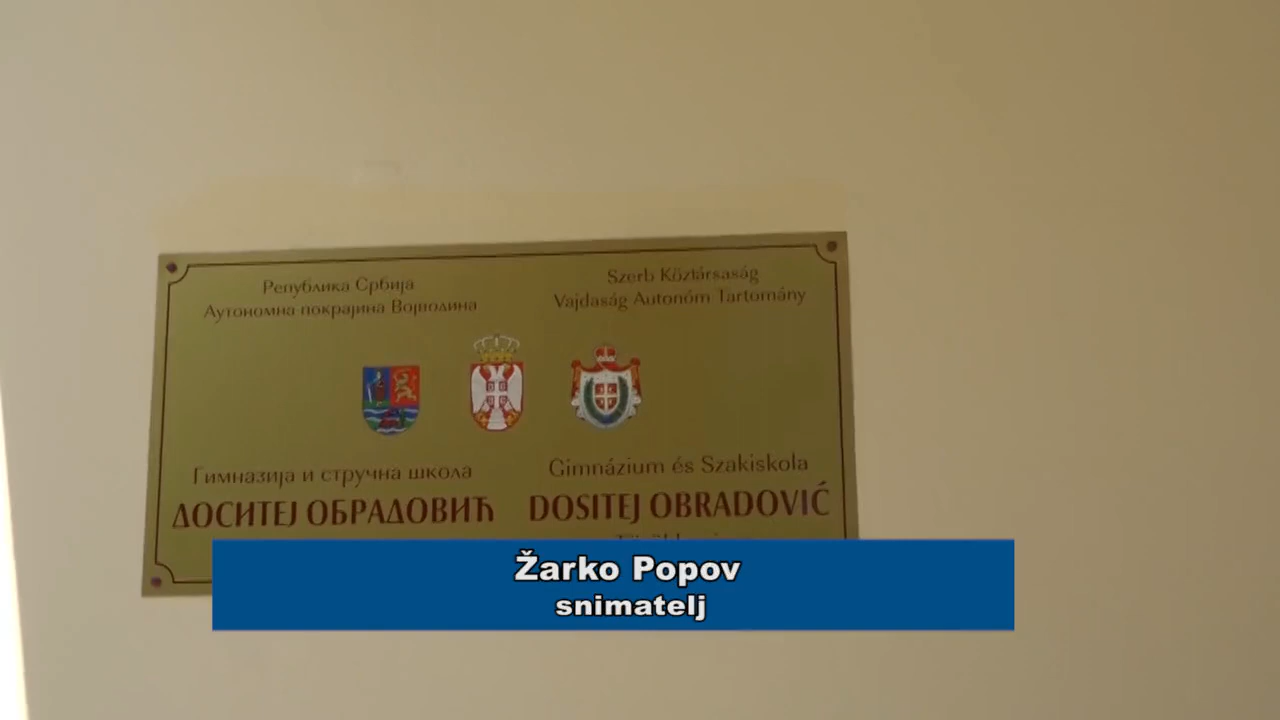 Република Србија
Аутономна покрајина Војводина
Szerb Köztársaság
Vajdaság Autonóm Tartomány
Гимназија и стручна школа
ДОСИТЕЈ ОБРАДОВИЋ
Gimnázium és Szakiskola
DOSITEJ OBRADOVIĆ
Žarko Popov
snimatelj